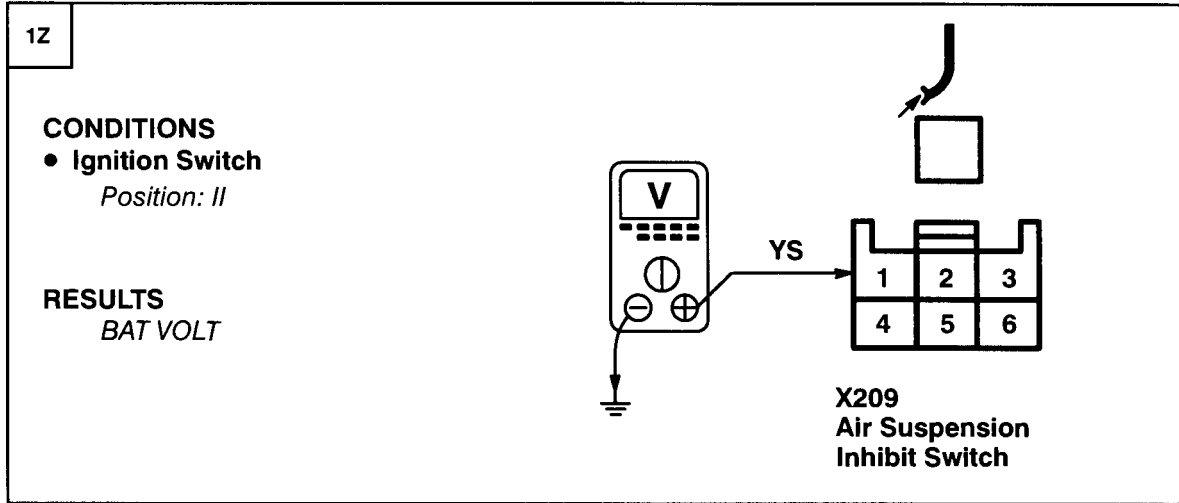 1Z
CONDITIONS
● Ignition Switch
Position: II
RESULTS
BAT VOLT
V
YS
1 2 3
4 5 6
X209
Air Suspension
Inhibit Switch